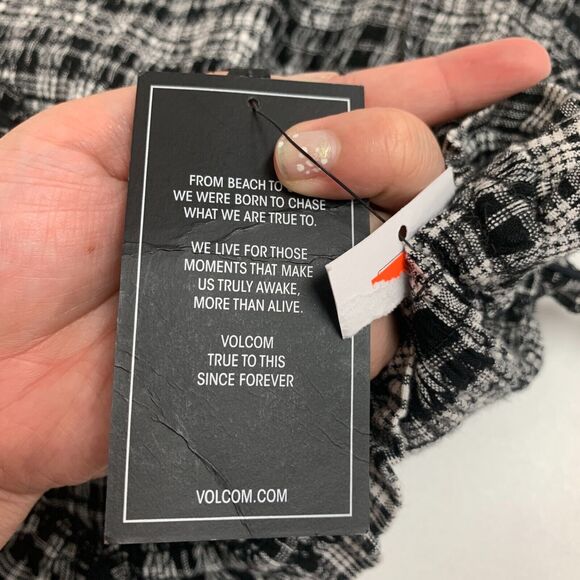 FROM BEACH TO
WE WERE BORN TO CHASE
WHAT WE ARE TRUE TO.
WE LIVE FOR THOSE
MOMENTS THAT MAKE
US TRULY AWAKE,
MORE THAN ALIVE.
VOLCOM
TRUE TO THIS
SINCE FOREVER
VOLCOM.COM